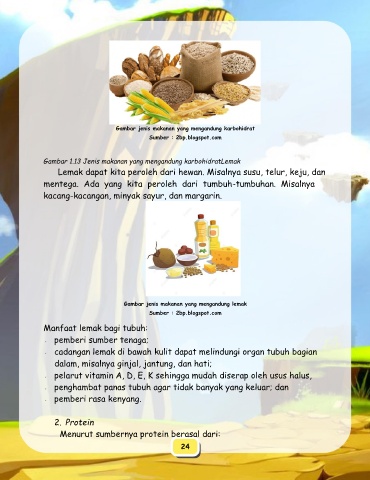 Gambar jenis makanan yang mengandung karbohidrat
Sumber : 2bp.blogspot.com
Gambar 1.13 Jenis makanan yang mengandung karbohidratLemak
Lemak dapat kita peroleh dari hewan. Misalnya susu, telur, keju, dan
mentega. Ada yang kita peroleh dari tumbuh-tumbuhan. Misalnya
kacang-kacangan, minyak sayur, dan margarin.
Gambar jenis makanan yang mengandung lemak
Sumber : 2bp.blogspot.com
Manfaat lemak bagi tubuh:
pemberi sumber tenaga;
cadangan lemak di bawah kulit dapat melindungi organ tubuh bagian
dalam, misalnya ginjal, jantung, dan hati;
pelarut vitamin A, D, E, K sehingga mudah diserap oleh usus halus,
penghambat panas tubuh agar tidak banyak yang keluar; dan
pemberi rasa kenyang.
2. Protein
Menurut sumbernya protein berasal dari:
24